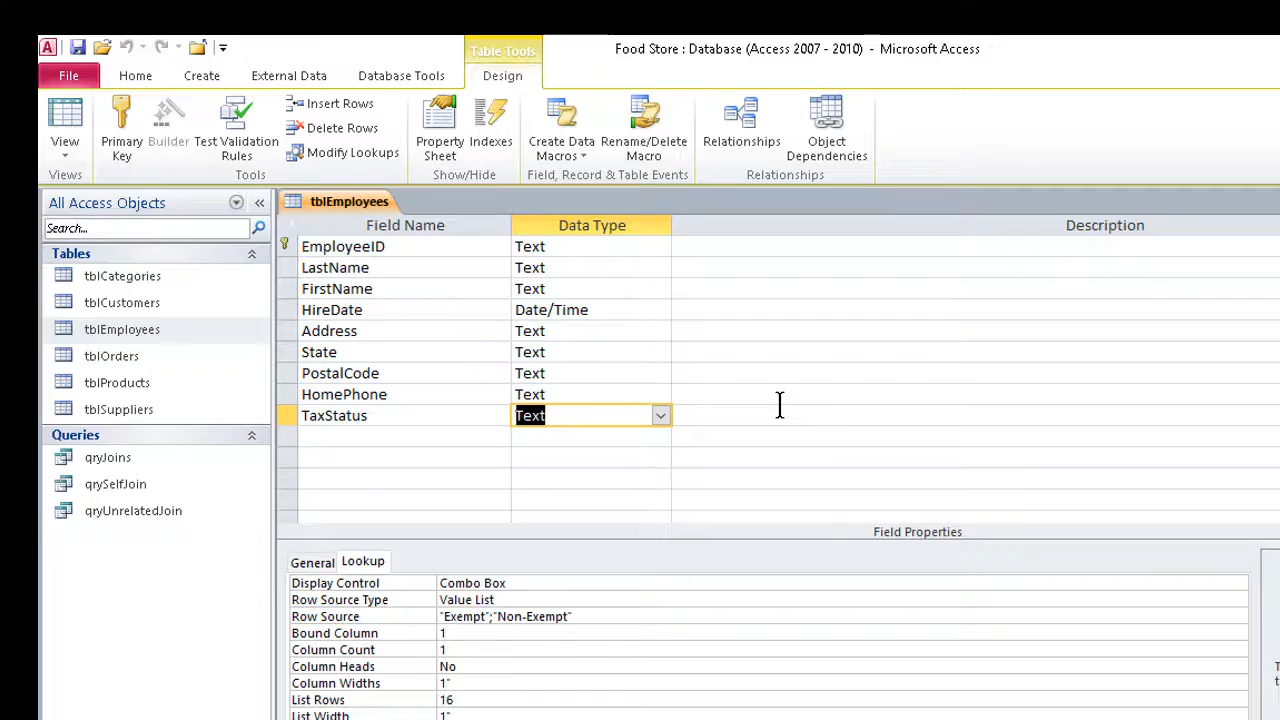 A
Table Tools
Food Store : Database (Access 2007 - 2010) - Microsoft Access
File Home Create External Data Database Tools Design
View
Primary Key
Builder
Test Validation Rules
Insert Rows
Delete Rows
Modify Lookups
Property Sheet
Indexes
Create Data Macros
Rename/Delete Macro
Relationships
Object Dependencies
Views Tools Show/Hide Field, Record & Table Events Relationships
All Access Objects
Search...
Tables
tblCategories
tblCustomers
tblEmployees
tblOrders
tblProducts
tblSuppliers
Queries
qryJoins
qrySelfJoin
qryUnrelatedJoin
tblEmployees
Field Name Data Type Description
EmployeeID Text
LastName Text
FirstName Text
HireDate Date/Time
Address Text
State Text
PostalCode Text
HomePhone Text
TaxStatus Text
Field Properties
General Lookup
Display Control Combo Box
Row Source Type Value List
Row Source "Exempt";"Non-Exempt"
Bound Column 1
Column Count 1
Column Heads No
Column Widths 1"
List Rows 16
List Width 1"